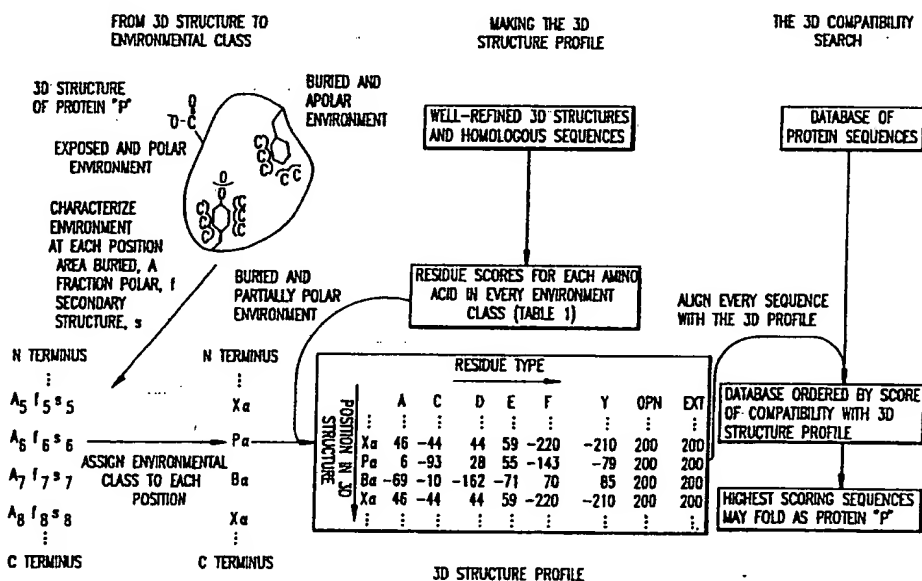 FROM 3D STRUCTURE TO
ENVIRONMENTAL CLASS
MAKING THE 3D
STRUCTURE PROFILE
THE 3D COMPATIBILITY
SEARCH
3D STRUCTURE
OF PROTEIN "P"
O
-O-C
BURIED AND
APOLAR
ENVIRONMENT
EXPOSED AND POLAR
ENVIRONMENT
C C
C C C
O
O
C C C
C C C
CHARACTERIZE
ENVIRONMENT
AT EACH POSITION
AREA BURIED, A
FRACTION POLAR, f
SECONDARY
STRUCTURE, s
BURIED AND
PARTIALLY POLAR
ENVIRONMENT
WELL-REFINED 3D STRUCTURES
AND HOMOLOGOUS SEQUENCES
RESIDUE SCORES FOR EACH AMINO
ACID IN EVERY ENVIRONMENT
CLASS (TABLE 1)
DATABASE OF
PROTEIN SEQUENCES
ALIGN EVERY SEQUENCE
WITH THE 3D PROFILE
N TERMINUS
⋮
A5 f5 s5
A6 f6 s6
A7 f7 s7
A8 f8 s8
⋮
C TERMINUS
ASSIGN ENVIRONMENTAL
CLASS TO EACH
POSITION
N TERMINUS
⋮
Xα
Pα
Bα
Xα
⋮
C TERMINUS
RESIDUE TYPE
POSITION IN 3D
STRUCTURE
A C D E F Y OPN EXT
⋮ ⋮ ⋮ ⋮ ⋮ ⋮ ⋮ ⋮
Xα 46 -44 44 59 -220 -210 200 200
Pα 6 -93 28 55 -143 -79 200 200
Bα -69 -10 -162 -71 70 85 200 200
Xα 46 -44 44 59 -220 -210 200 200
⋮ ⋮ ⋮ ⋮ ⋮ ⋮ ⋮ ⋮
3D STRUCTURE PROFILE
DATABASE ORDERED BY SCORE
OF COMPATIBILITY WITH 3D
STRUCTURE PROFILE
HIGHEST SCORING SEQUENCES
MAY FOLD AS PROTEIN "P"